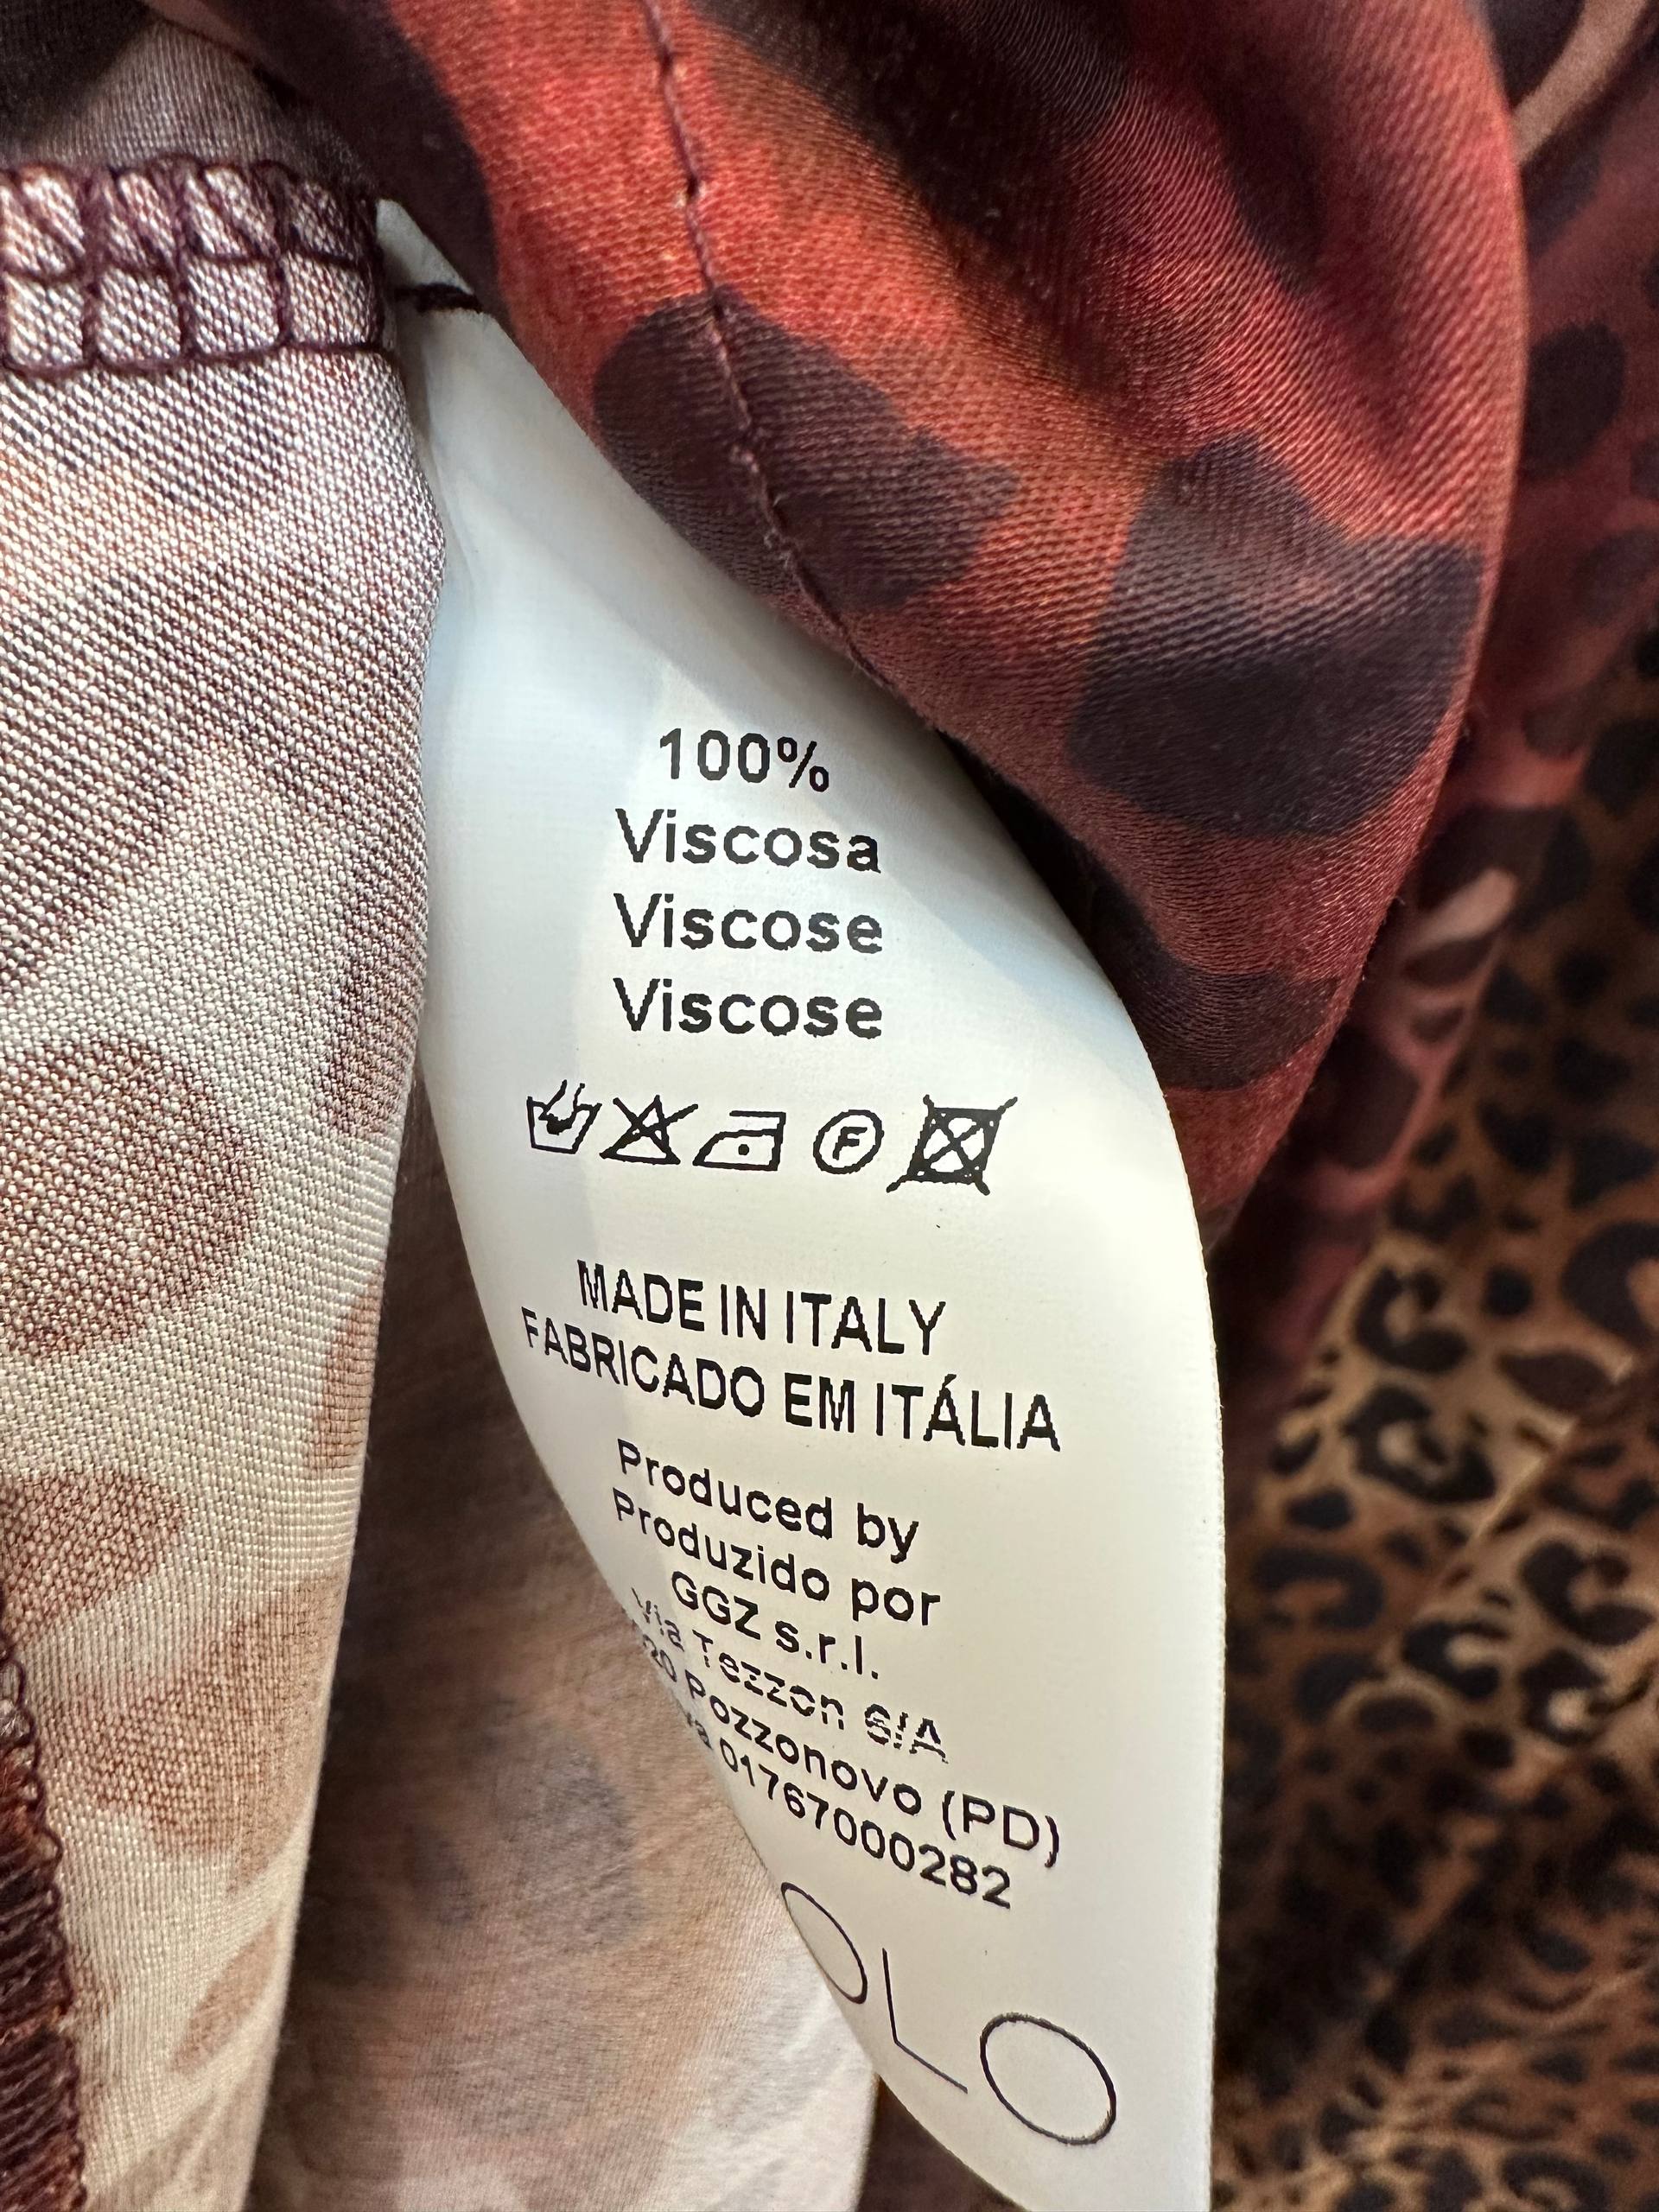 100%
Viscosa
Viscose
Viscose
F
MADE IN ITALY
FABRICADO EM ITÁLIA
Produced by
Produzido por
GGZ s.r.l.
Via Tezzon 6/A
Pozzonovo (PD)
01767000282
OLO